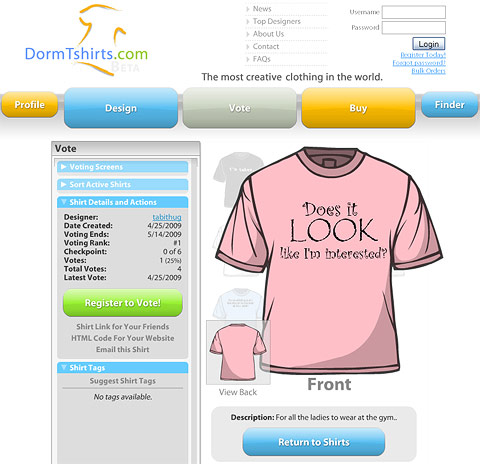 DormTshirts.com
BETA
News
Top Designers
About Us
Contact
FAQs
Username
Password
Login
Register Today!
Forgot password?
Bulk Orders
The most creative clothing in the world.
Profile
Design
Vote
Buy
Finder
Vote
Voting Screens
Sort Active Shirts
Shirt Details and Actions
Designer: tabithug
Date Created: 4/25/2009
Voting Ends: 5/14/2009
Voting Rank: #1
Checkpoint: 0 of 6
Votes: 1 (25%)
Total Votes: 4
Latest Vote: 4/25/2009
Register to Vote!
Shirt Link for Your Friends
HTML Code For Your Website
Email this Shirt
Shirt Tags
Suggest Shirt Tags
No tags available.
Does it
LOOK
like I'm interested?
View Back
Front
Description: For all the ladies to wear at the gym..
Return to Shirts